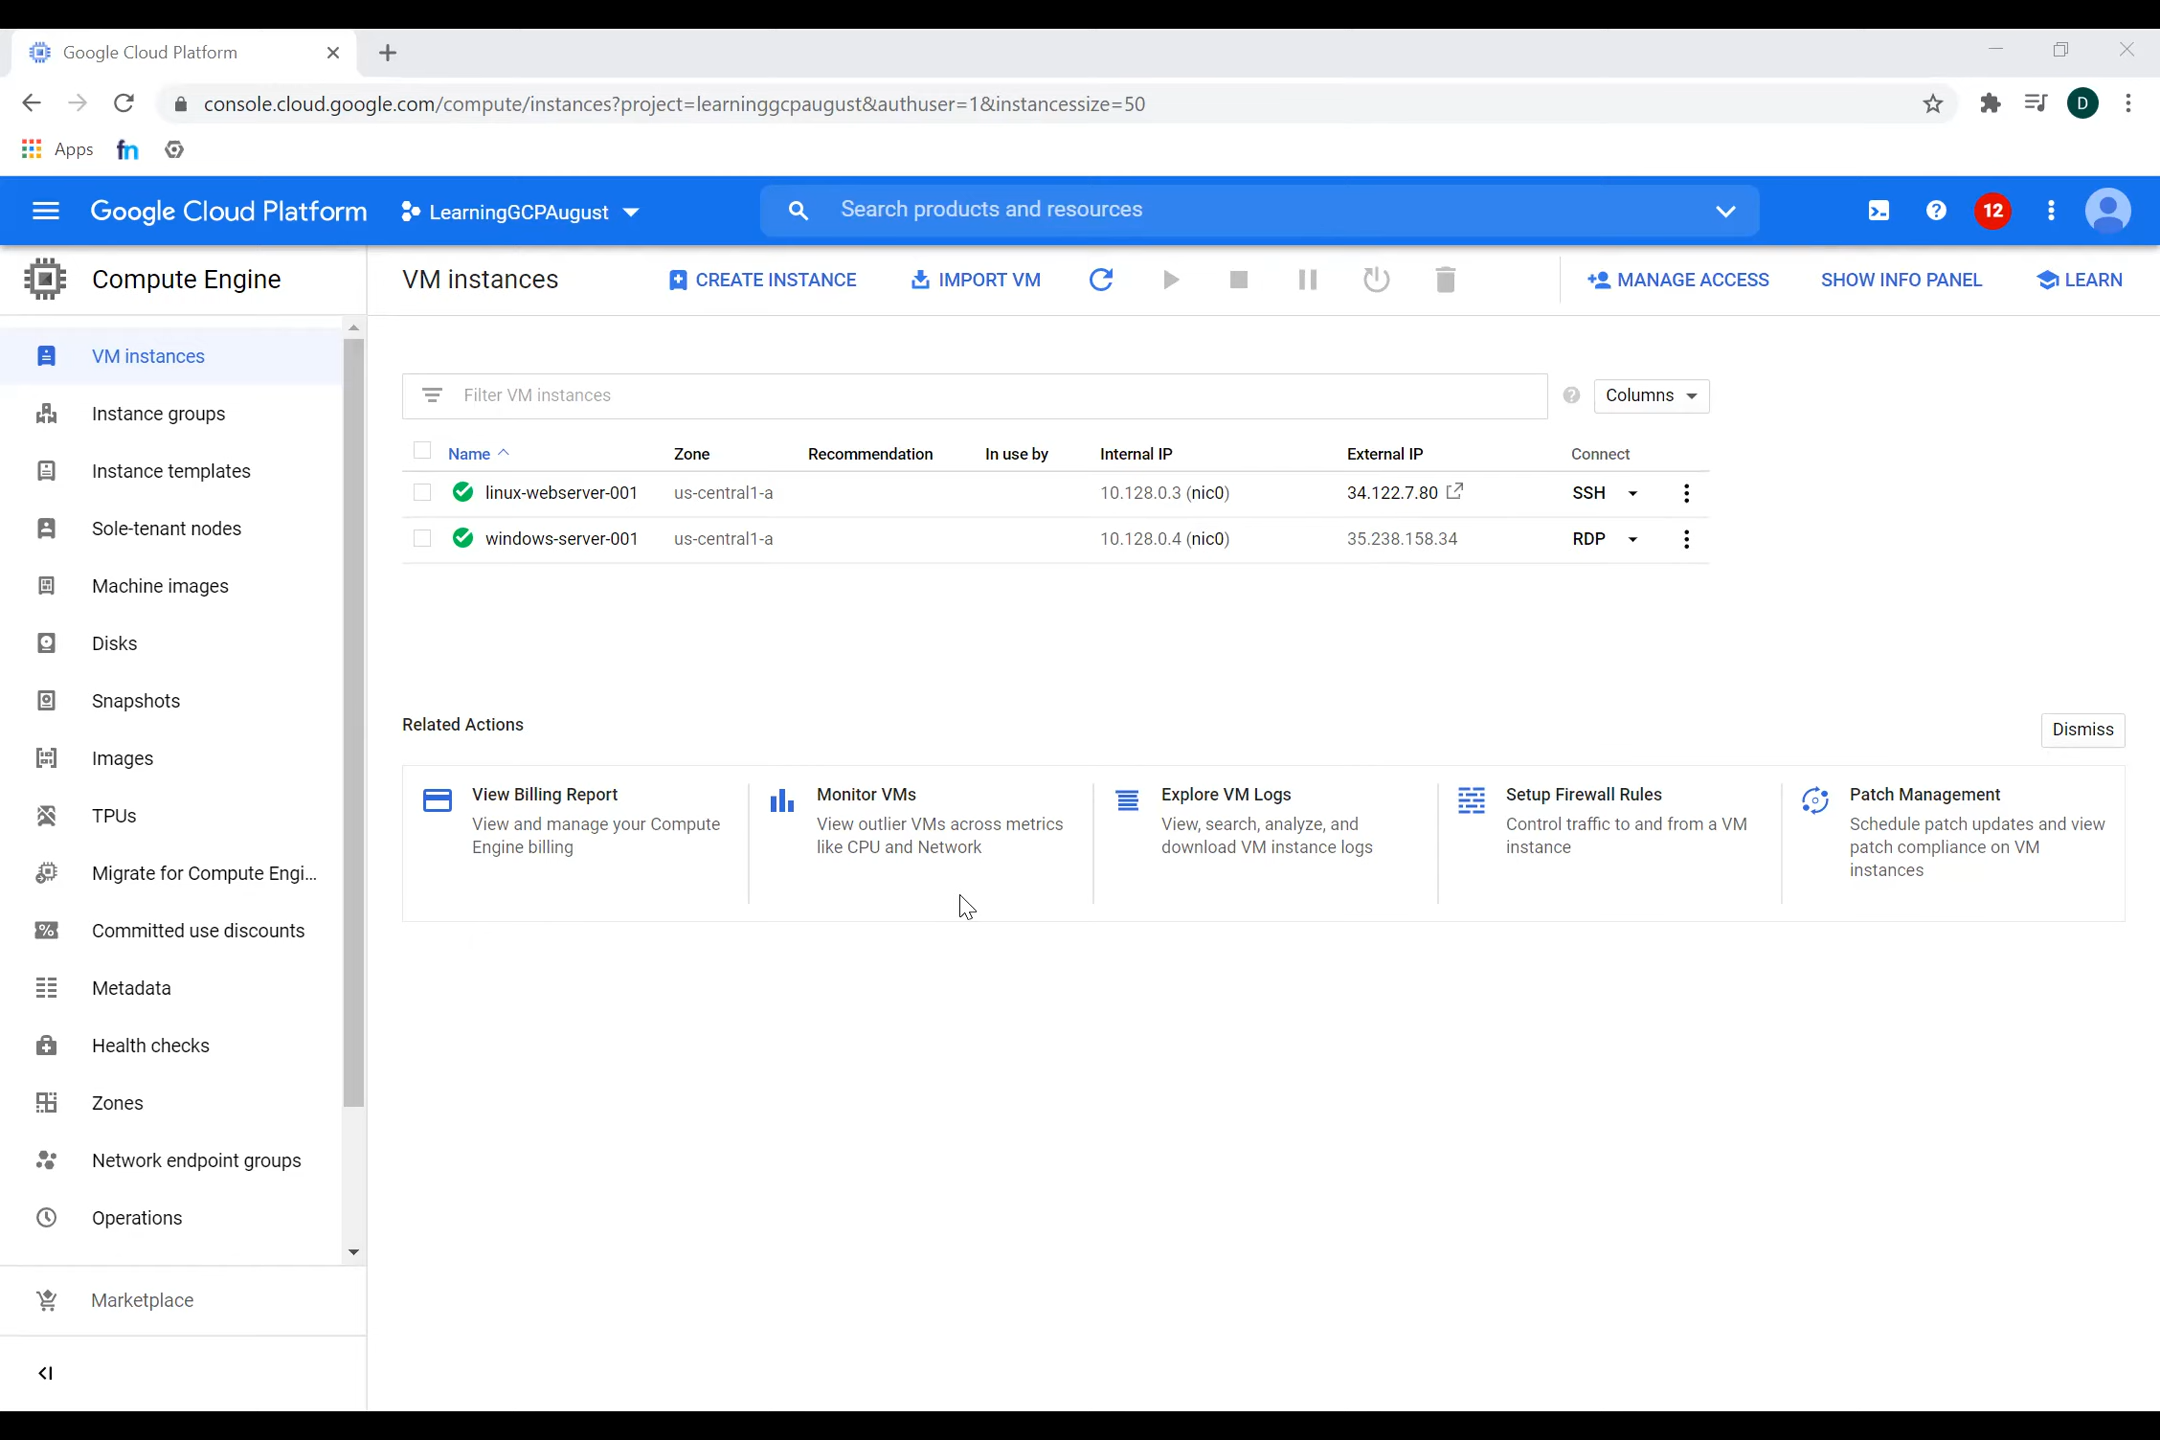 Google Cloud Platform
console.cloud.google.com/compute/instances?project=learninggcpaugust&authuser=1&instancessize=50
D
Apps
fn
Google Cloud Platform
LearningGCPAugust
Search products and resources
12
Compute Engine
VM instances
CREATE INSTANCE
IMPORT VM
MANAGE ACCESS
SHOW INFO PANEL
LEARN
VM instances
Instance groups
Instance templates
Sole-tenant nodes
Machine images
Disks
Snapshots
Images
TPUs
Migrate for Compute Engi...
Committed use discounts
Metadata
Health checks
Zones
Network endpoint groups
Operations
Marketplace
Filter VM instances
Columns
Name Zone Recommendation In use by Internal IP External IP Connect
linux-webserver-001 us-central1-a 10.128.0.3 (nic0) 34.122.7.80 SSH
windows-server-001 us-central1-a 10.128.0.4 (nic0) 35.238.158.34 RDP
Related Actions
Dismiss
View Billing Report
View and manage your Compute
Engine billing
Monitor VMs
View outlier VMs across metrics
like CPU and Network
Explore VM Logs
View, search, analyze, and
download VM instance logs
Setup Firewall Rules
Control traffic to and from a VM
instance
Patch Management
Schedule patch updates and view
patch compliance on VM
instances